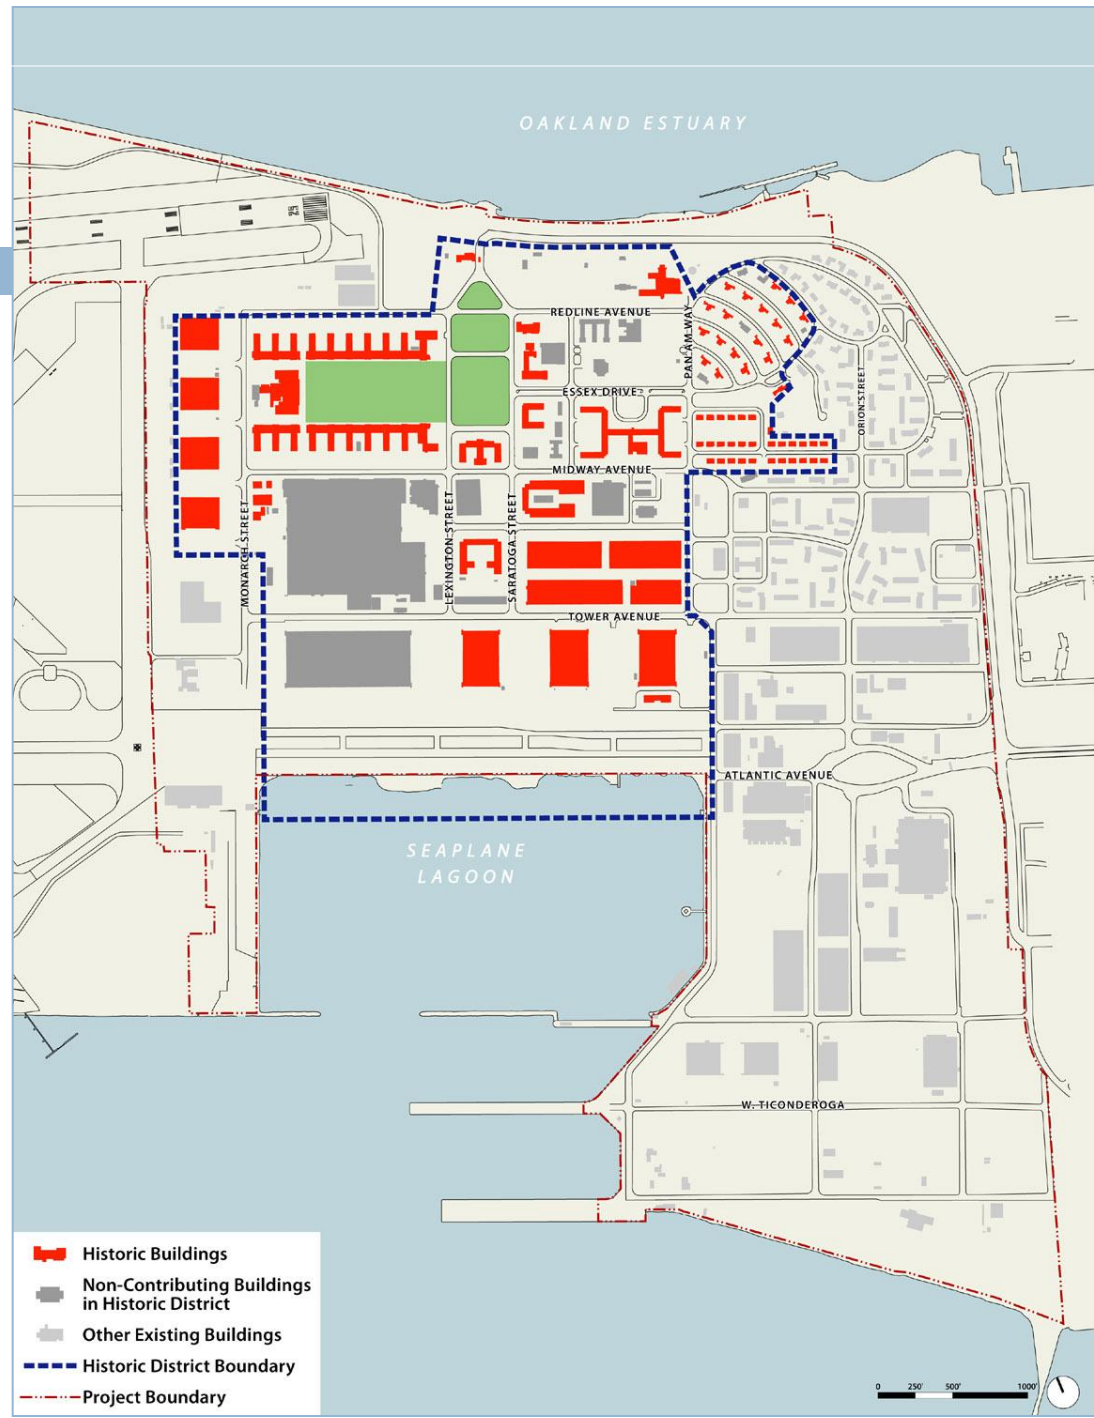 OAKLAND ESTUARY
25
REDLINE AVENUE
PAN AM WAY
ESSEX DRIVE
ORION STREET
MIDWAY AVENUE
MONARCH STREET
LEXINGTON STREET
SARATOGA STREET
TOWER AVENUE
ATLANTIC AVENUE
SEAPLANE
LAGOON
W. TICONDEROGA
Historic Buildings
Non-Contributing Buildings
in Historic District
Other Existing Buildings
Historic District Boundary
Project Boundary
0 250' 500' 1000'